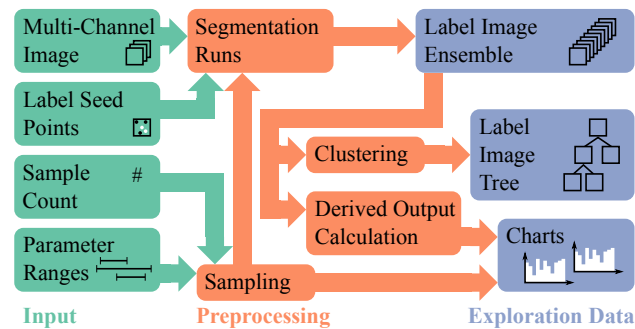 Multi-Channel
Image
Segmentation
Runs
Label Image
Ensemble
Label Seed
Points
Clustering
Label
Image
Tree
Sample
Count
#
Derived Output
Calculation
Parameter
Ranges
Sampling
Charts
Input
Preprocessing
Exploration Data